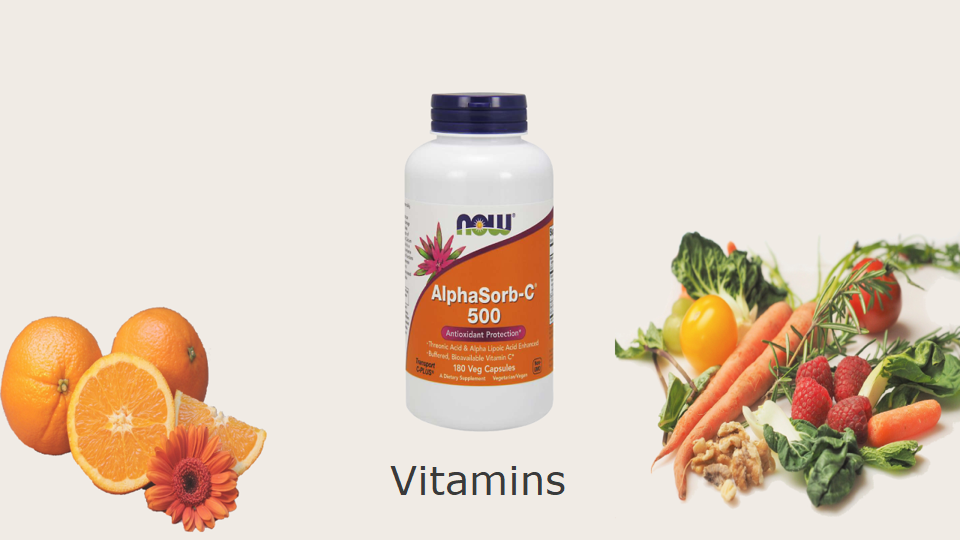 NOW®
AlphaSorb-C®
500
Antioxidant Protection*
•Threonic Acid & Alpha Lipoic Acid Enhanced
•Buffered, Bioavailable Vitamin C*
180 Veg Capsules
A Dietary Supplement Vegetarian/Vegan
Vitamins